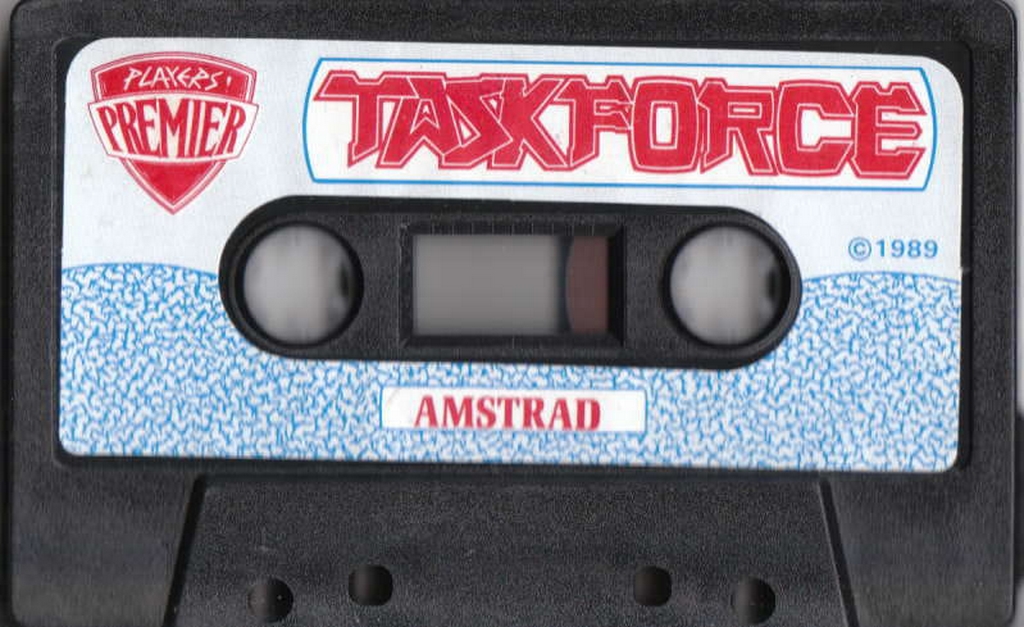 PLAYERS'
PREMIER
TASKFORCE
©1989
AMSTRAD